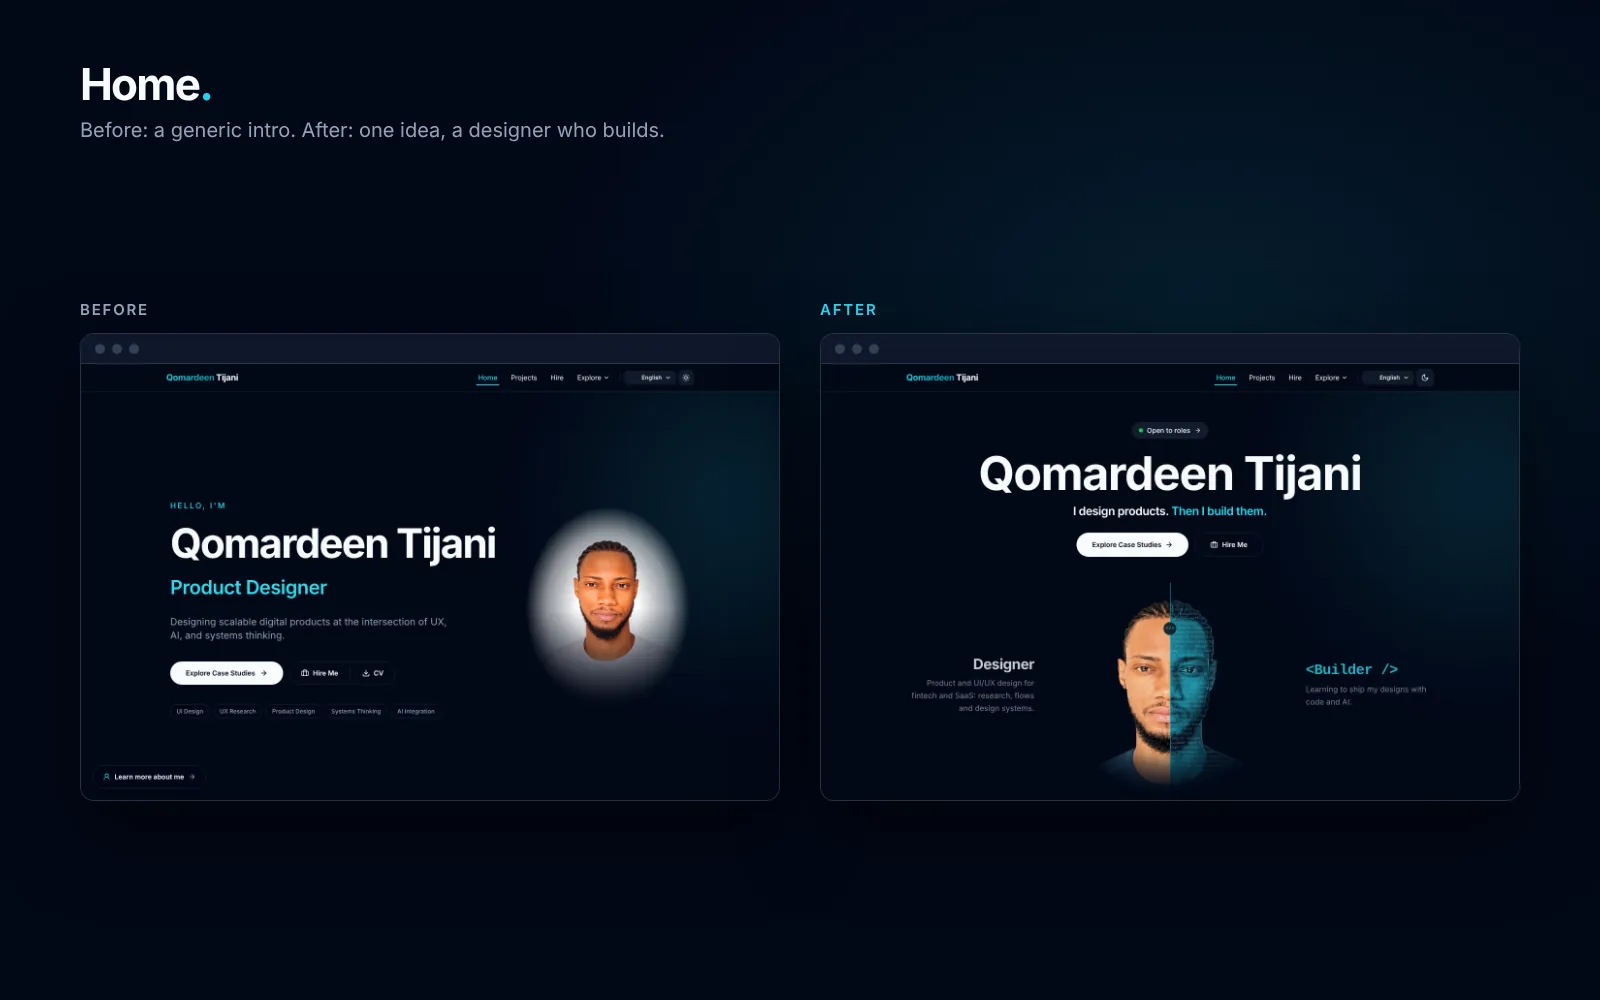 Home.
Before: a generic intro. After: one idea, a designer who builds.
BEFORE
Qomardeen Tijani
Home Projects Hire Explore English
HELLO, I'M
Qomardeen Tijani
Product Designer
Designing scalable digital products at the intersection of UX,
AI, and systems thinking.
Explore Case Studies → Hire Me CV
UI Design UX Research Product Design Systems Thinking AI Integration
Learn more about me →
AFTER
Qomardeen Tijani
Home Projects Hire Explore English
Open to roles →
Qomardeen Tijani
I design products. Then I build them.
Explore Case Studies → Hire Me
Designer
Product and UI/UX design for
fintech and SaaS: research, flows
and design systems.
<Builder />
Learning to ship my designs with
code and AI.